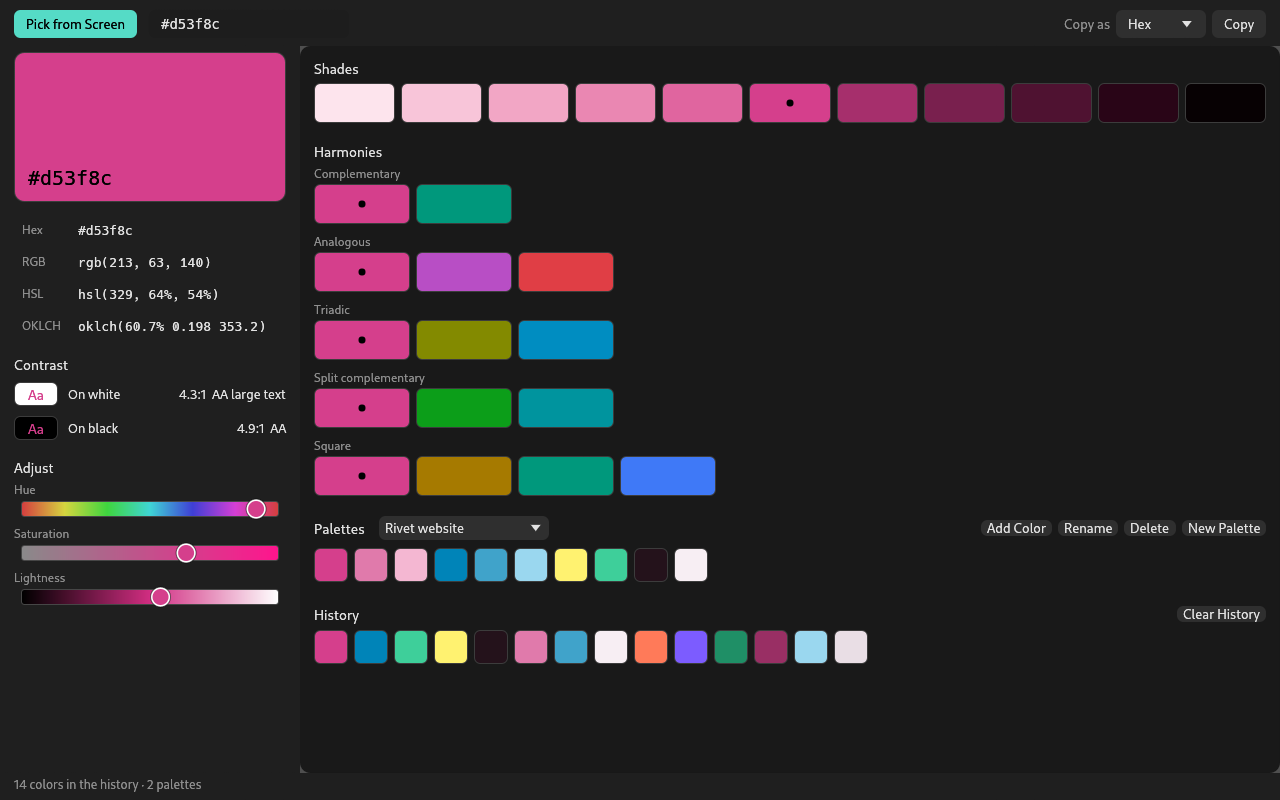 Pick from Screen
#d53f8c
Copy as
Hex
Copy
#d53f8c
Hex #d53f8c
RGB rgb(213, 63, 140)
HSL hsl(329, 64%, 54%)
OKLCH oklch(60.7% 0.198 353.2)
Contrast
Aa On white 4.3:1 AA large text
Aa On black 4.9:1 AA
Adjust
Hue
Saturation
Lightness
Shades
Harmonies
Complementary
Analogous
Triadic
Split complementary
Square
Palettes Rivet website Add Color Rename Delete New Palette
History Clear History
14 colors in the history · 2 palettes